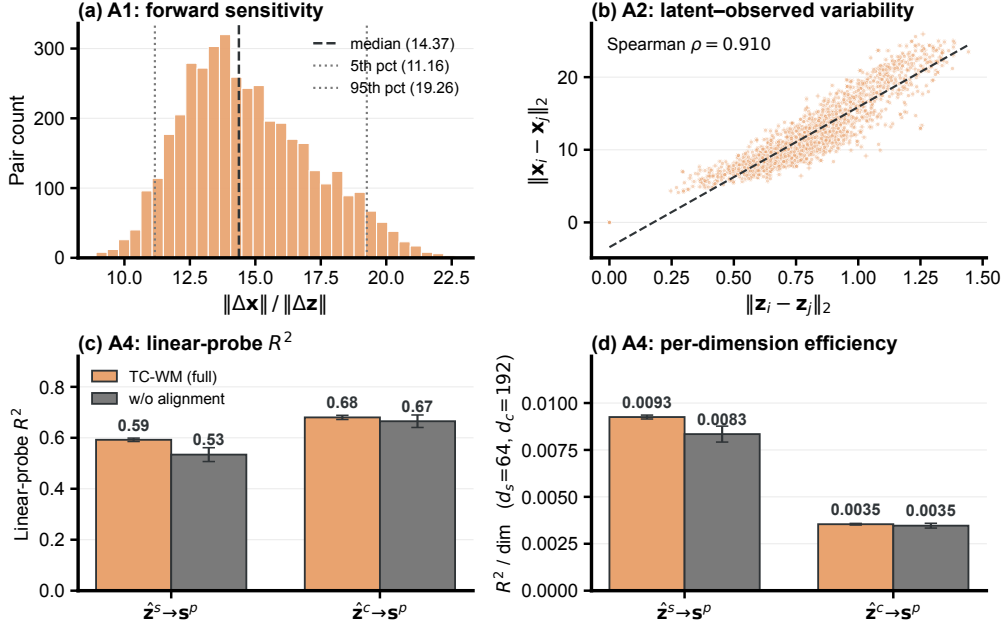 (a) A1: forward sensitivity
300
200
100
0
Pair count
median (14.37)
5th pct (11.16)
95th pct (19.26)
10.0 12.5 15.0 17.5 20.0 22.5
‖Δx‖ / ‖Δz‖
(b) A2: latent–observed variability
Spearman ρ = 0.910
20
10
0
‖xᵢ − xⱼ‖₂
0.00 0.25 0.50 0.75 1.00 1.25 1.50
‖zᵢ − zⱼ‖₂
(c) A4: linear-probe R²
TC-WM (full)
w/o alignment
0.8
0.6
0.4
0.2
0.0
Linear-probe R²
0.59 0.53 0.68 0.67
ẑˢ→sᵖ ẑᶜ→sᵖ
(d) A4: per-dimension efficiency
0.0100
0.0075
0.0050
0.0025
0.0000
R² / dim (dₛ=64, d_c=192)
0.0093 0.0083 0.0035 0.0035
ẑˢ→sᵖ ẑᶜ→sᵖ